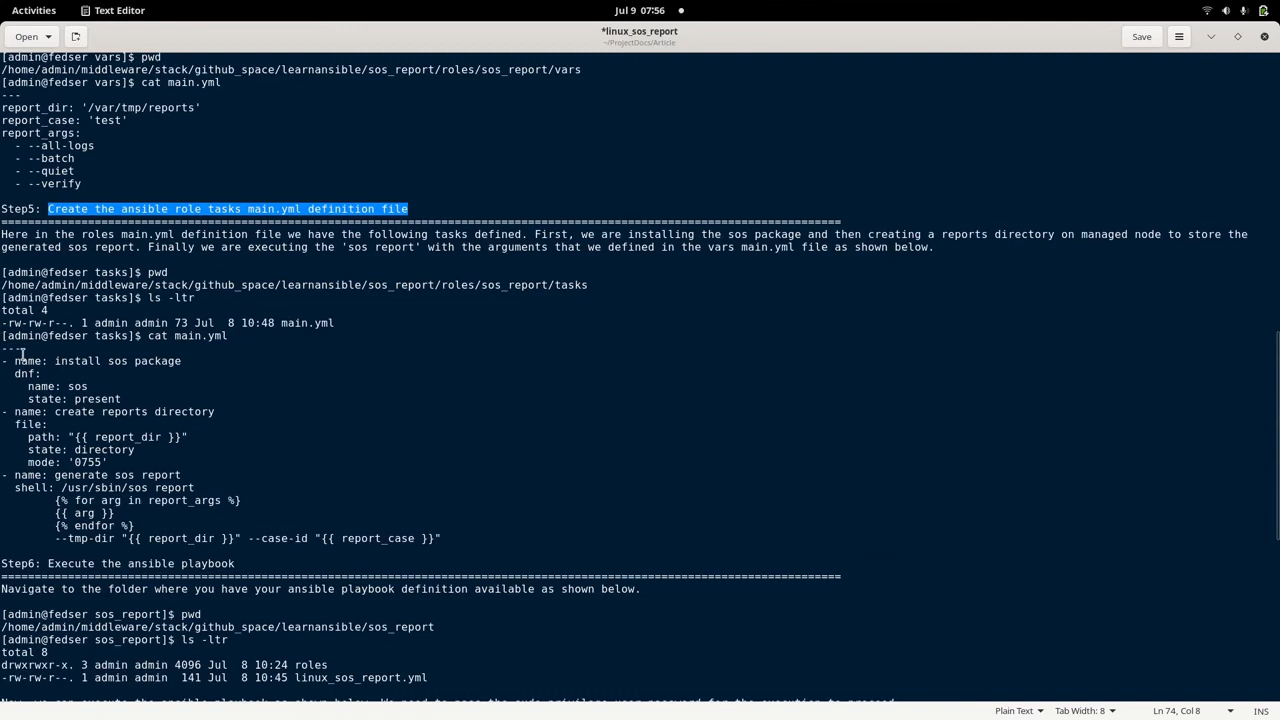 Activities
Text Editor
Jul 9 07:56
Open
*linux_sos_report
~/ProjectDocs/Article
Save
[admin@fedser vars]$ pwd
/home/admin/middleware/stack/github_space/learnansible/sos_report/roles/sos_report/vars
[admin@fedser vars]$ cat main.yml
---
report_dir: '/var/tmp/reports'
report_case: 'test'
report_args:
  - --all-logs
  - --batch
  - --quiet
  - --verify
Step5: Create the ansible role tasks main.yml definition file
==============================================================================================================================
Here in the roles main.yml definition file we have the following tasks defined. First, we are installing the sos package and then creating a reports directory on managed node to store the
generated sos report. Finally we are executing the 'sos report' with the arguments that we defined in the vars main.yml file as shown below.
[admin@fedser tasks]$ pwd
/home/admin/middleware/stack/github_space/learnansible/sos_report/roles/sos_report/tasks
[admin@fedser tasks]$ ls -ltr
total 4
-rw-rw-r--. 1 admin admin 73 Jul  8 10:48 main.yml
[admin@fedser tasks]$ cat main.yml
---
- name: install sos package
  dnf:
    name: sos
    state: present
- name: create reports directory
  file:
    path: "{{ report_dir }}"
    state: directory
    mode: '0755'
- name: generate sos report
  shell: /usr/sbin/sos report
        {% for arg in report_args %}
        {{ arg }}
        {% endfor %}
        --tmp-dir "{{ report_dir }}" --case-id "{{ report_case }}"
Step6: Execute the ansible playbook
==============================================================================================================================
Navigate to the folder where you have your ansible playbook definition available as shown below.
[admin@fedser sos_report]$ pwd
/home/admin/middleware/stack/github_space/learnansible/sos_report
[admin@fedser sos_report]$ ls -ltr
total 8
drwxrwxr-x. 3 admin admin 4096 Jul  8 10:24 roles
-rw-rw-r--. 1 admin admin  141 Jul  8 10:45 linux_sos_report.yml
Plain Text
Tab Width: 8
Ln 74, Col 8
INS